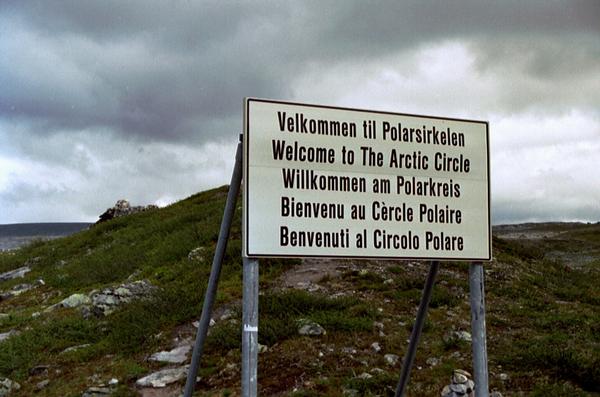 Velkommen til Polarsirkelen
Welcome to The Arctic Circle
Willkommen am Polarkreis
Bienvenu au Cèrcle Polaire
Benvenuti al Circolo Polare